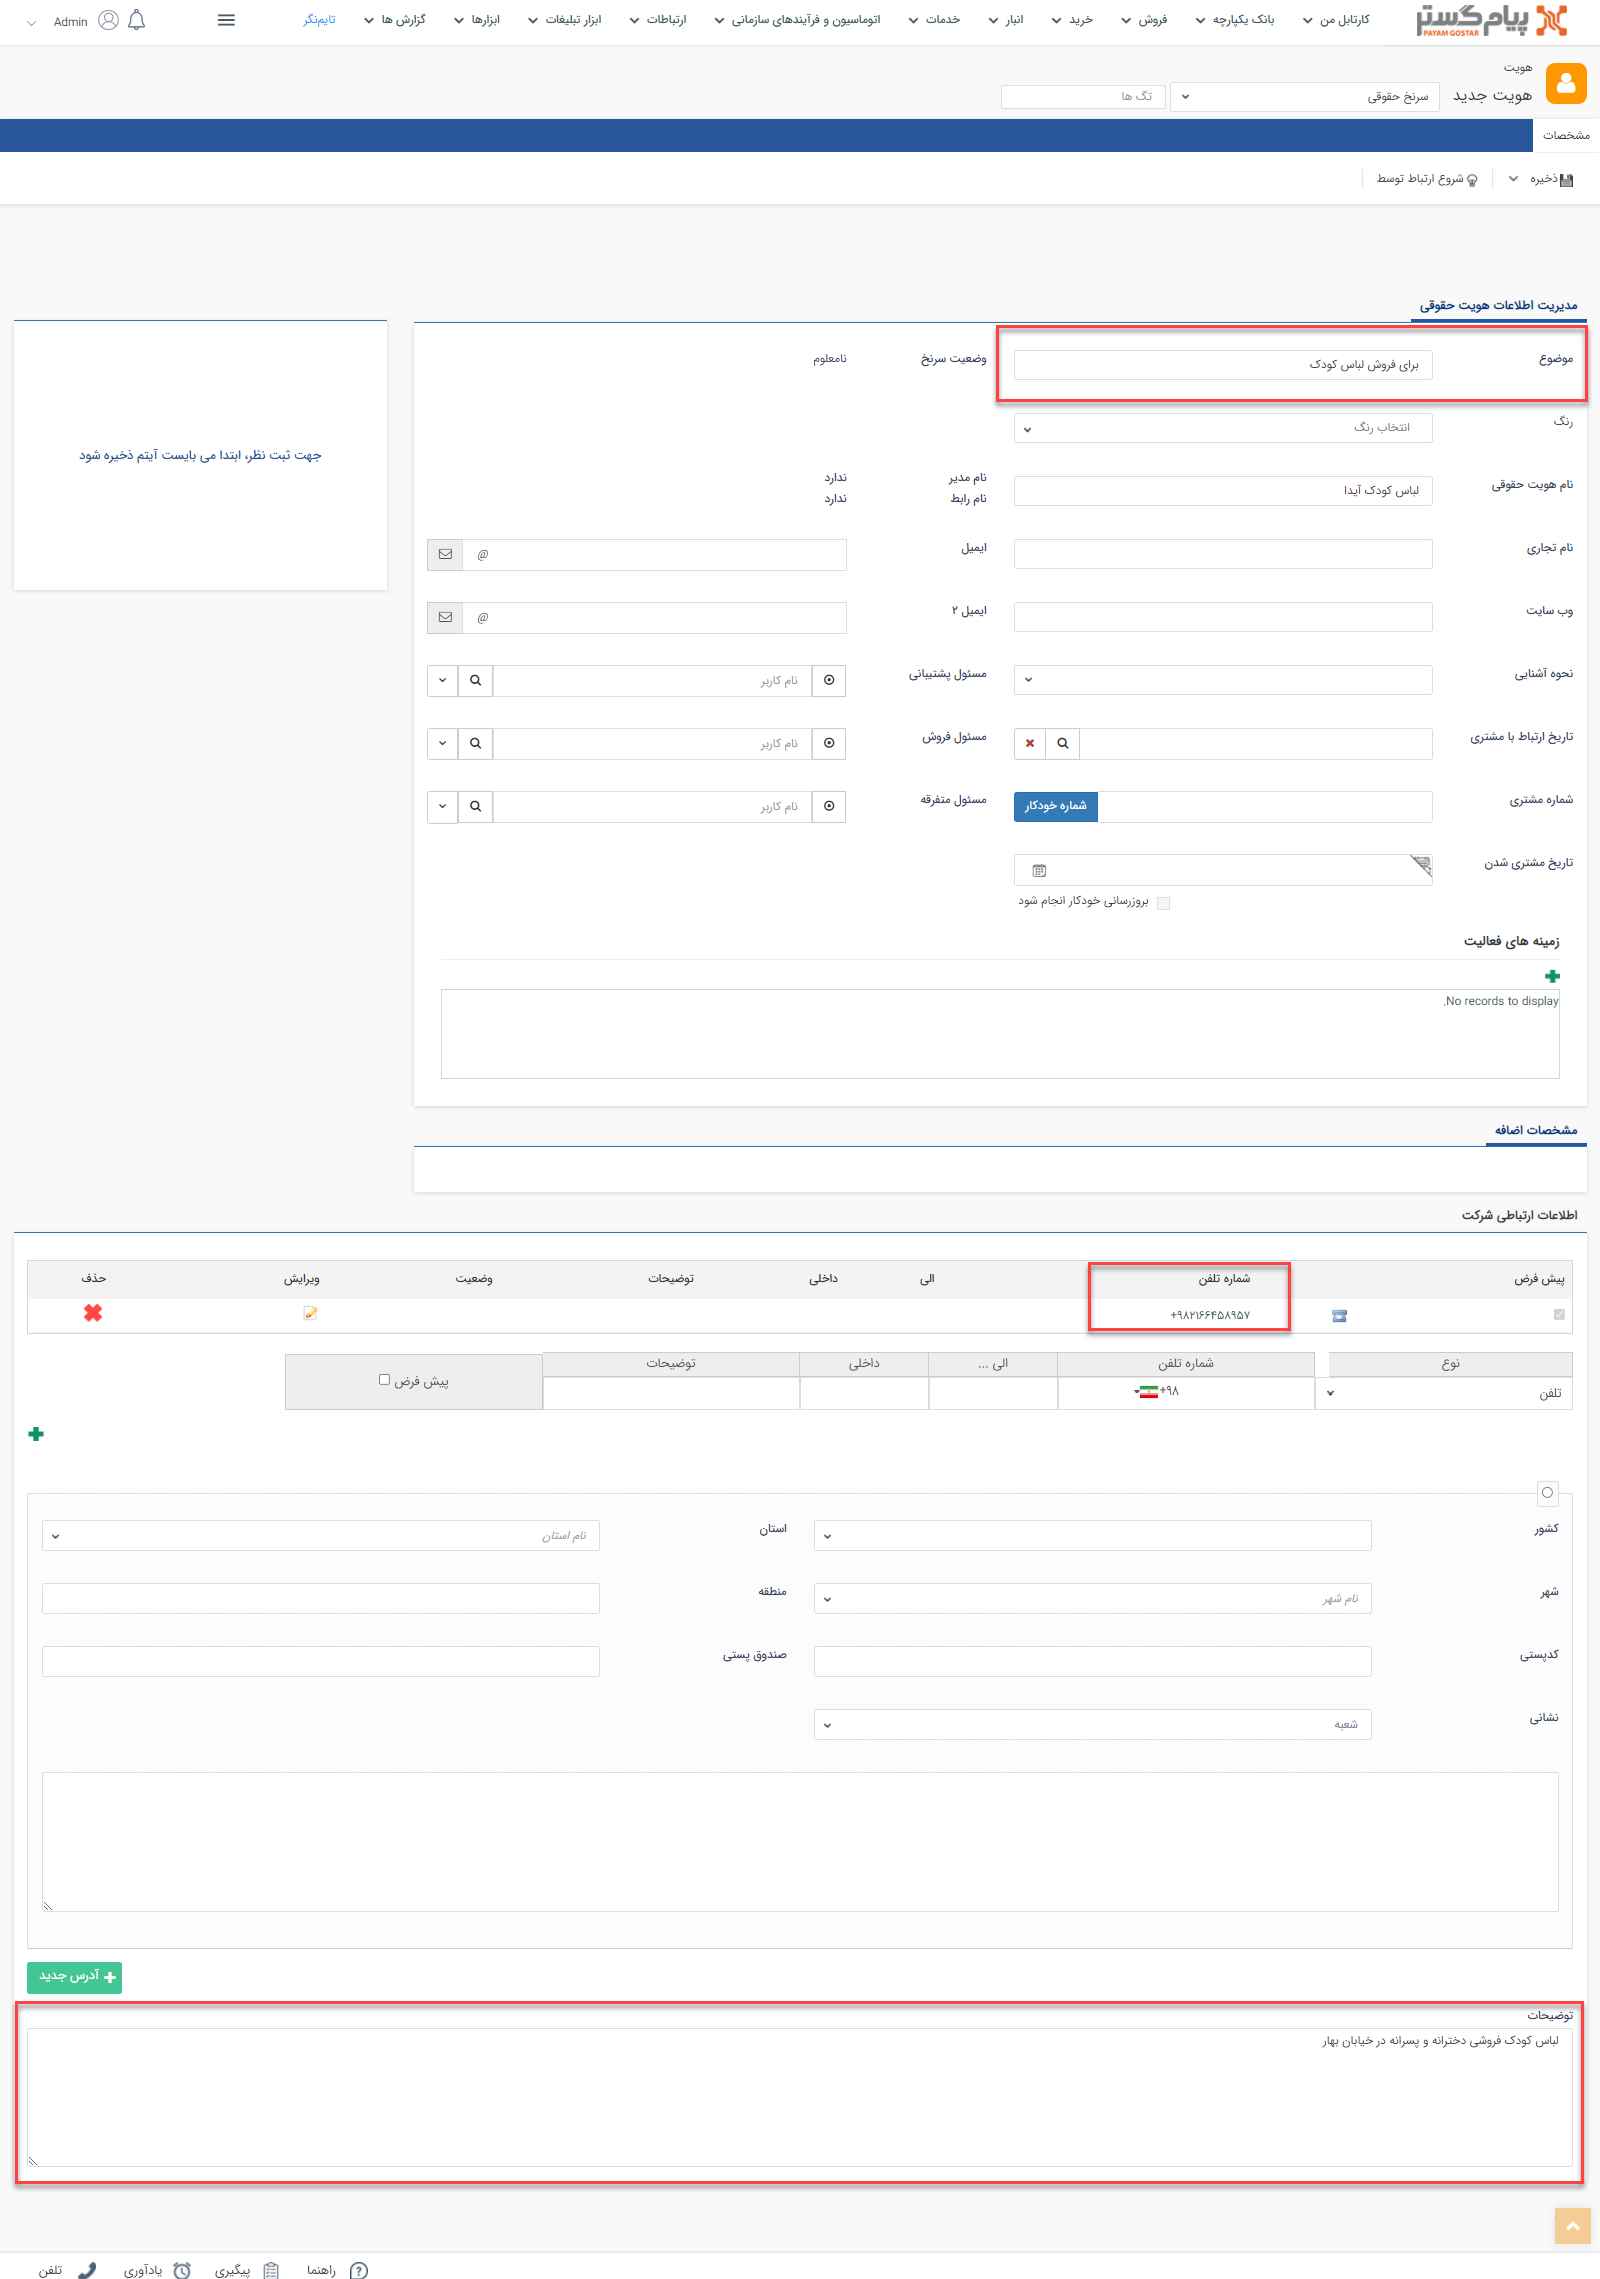 پیام گستر
PAYAM GOSTAR
کارتابل من
بانک یکپارچه
فروش
خرید
انبار
خدمات
اتوماسیون و فرآیندهای سازمانی
ارتباطات
ابزار تبلیغات
ابزارها
گزارش ها
تایم‌نگر
Admin
هویت
هویت جدید
سرنخ حقوقی
تگ ها
مشخصات
ذخیره
شروع ارتباط توسط
مدیریت اطلاعات هویت حقوقی
موضوع
برای فروش لباس کودک
وضعیت سرنخ
نامعلوم
رنگ
انتخاب رنگ
نام هویت حقوقی
لباس کودک آیدا
نام مدیر
ندارد
نام رابط
ندارد
نام تجاری
ایمیل
@
وب سایت
ایمیل ۲
@
نحوه آشنایی
مسئول پشتیبانی
نام کاربر
تاریخ ارتباط با مشتری
مسئول فروش
نام کاربر
شماره مشتری
شماره خودکار
مسئول متفرقه
نام کاربر
تاریخ مشتری شدن
بروزرسانی خودکار انجام شود
زمینه های فعالیت
No records to display.
جهت ثبت نظر، ابتدا می بایست آیتم ذخیره شود
مشخصات اضافه
اطلاعات ارتباطی شرکت
پیش فرض
شماره تلفن
الی
داخلی
توضیحات
وضعیت
ویرایش
حذف
+۹۸۲۱۶۶۴۵۸۹۵۷
نوع
شماره تلفن
الی ...
داخلی
توضیحات
پیش فرض
تلفن
+۹۸
کشور
استان
نام استان
شهر
نام شهر
منطقه
کدپستی
صندوق پستی
نشانی
شعبه
آدرس جدید
توضیحات
لباس کودک فروشی دخترانه و پسرانه در خیابان بهار
راهنما
پیگیری
یادآوری
تلفن